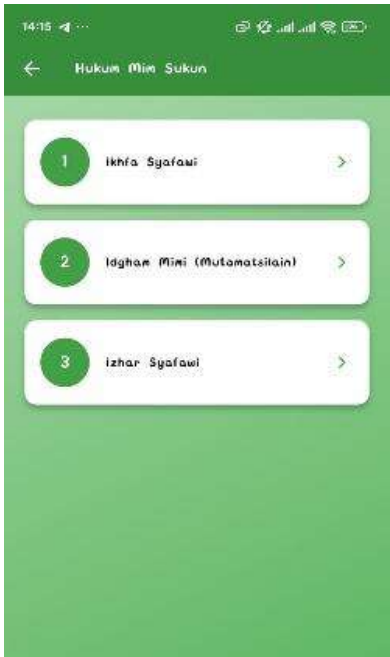 14:15
Hukum Mim Sukun
1
Ikhfa Syafawi
2
Idgham Mimi (Mutamatsilain)
3
Izhar Syafawi